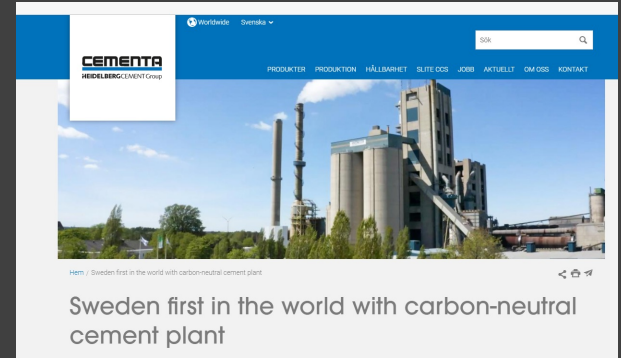 Worldwide Svenska
Sök
CEMENTA
HEIDELBERGCEMENT Group
PRODUKTER PRODUKTION HÅLLBARHET SLITE CCS JOBB AKTUELLT OM OSS KONTAKT
Hem / Sweden first in the world with carbon-neutral cement plant
Sweden first in the world with carbon-neutral
cement plant